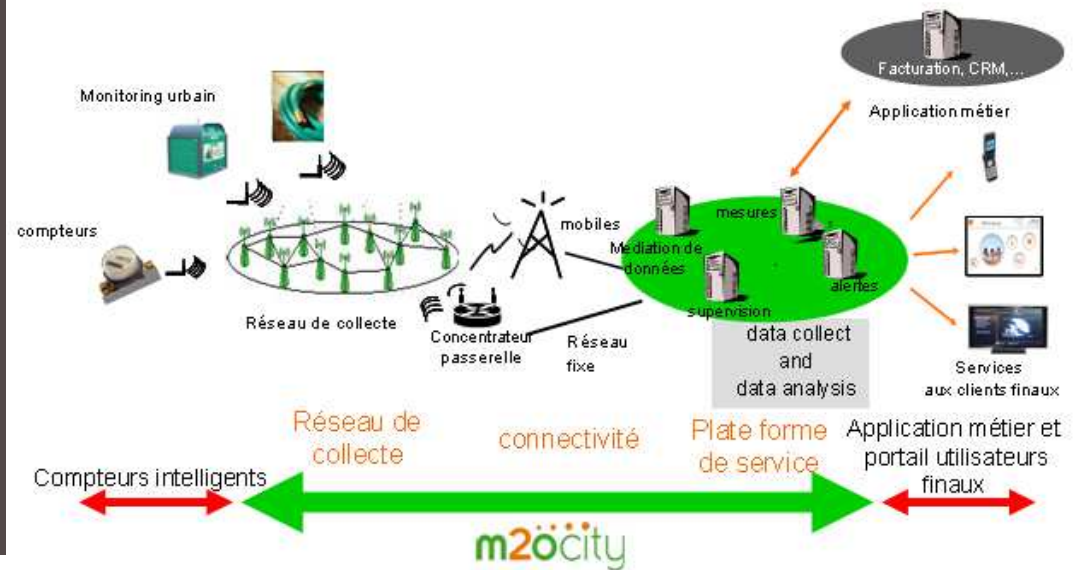 Facturation, CRM,...
Application métier
Monitoring urbain
compteurs
Réseau de collecte
Concentrateur
passerelle
mobiles
Réseau
fixe
mesures
Mediation de
données
alertes
supervision
data collect
and
data analysis
Services
aux clients finaux
Compteurs intelligents
Réseau de
collecte
connectivité
Plate forme
de service
Application métier et
portail utilisateurs
finaux
m2ocity